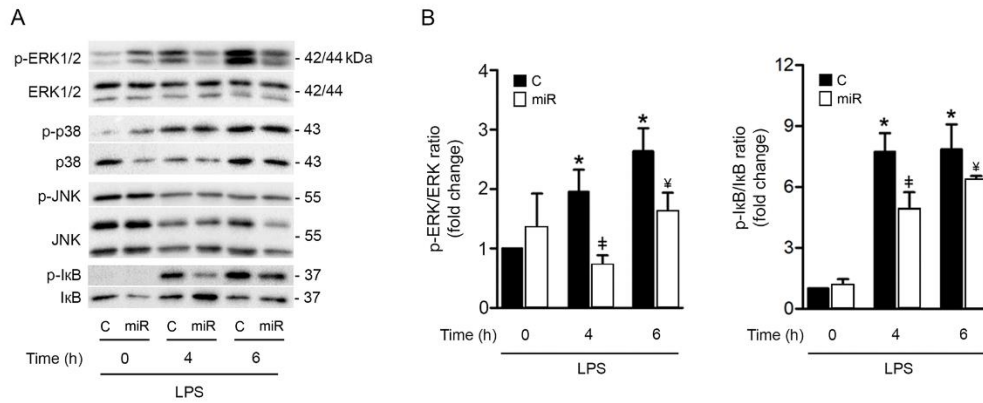 A
p-ERK1/2 - 42/44 kDa
ERK1/2 - 42/44
p-p38 - 43
p38 - 43
p-JNK - 55
JNK - 55
p-IκB - 37
IκB - 37
C miR C miR C miR
Time (h) 0 4 6
LPS
B
p-ERK/ERK ratio
(fold change)
4
3
2
1
0
C
miR
*
ǂ
*
¥
Time (h) 0 4 6
LPS
p-IκB/IκB ratio
(fold change)
12
9
6
3
0
C
miR
*
ǂ
*
¥
0 4 6
LPS